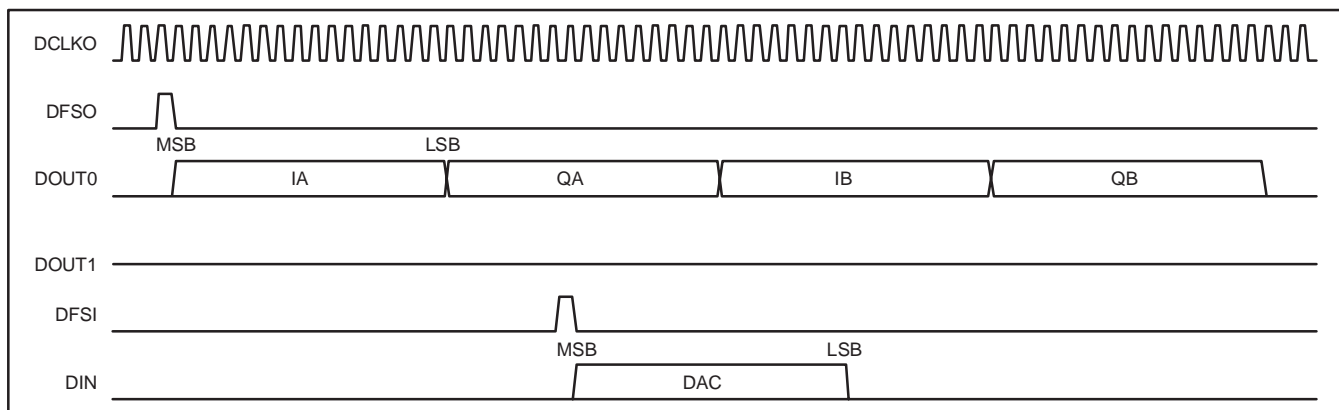 DCLKO
DFSO
MSB LSB
DOUT0 IA QA IB QB
DOUT1
DFSI
MSB LSB
DIN DAC